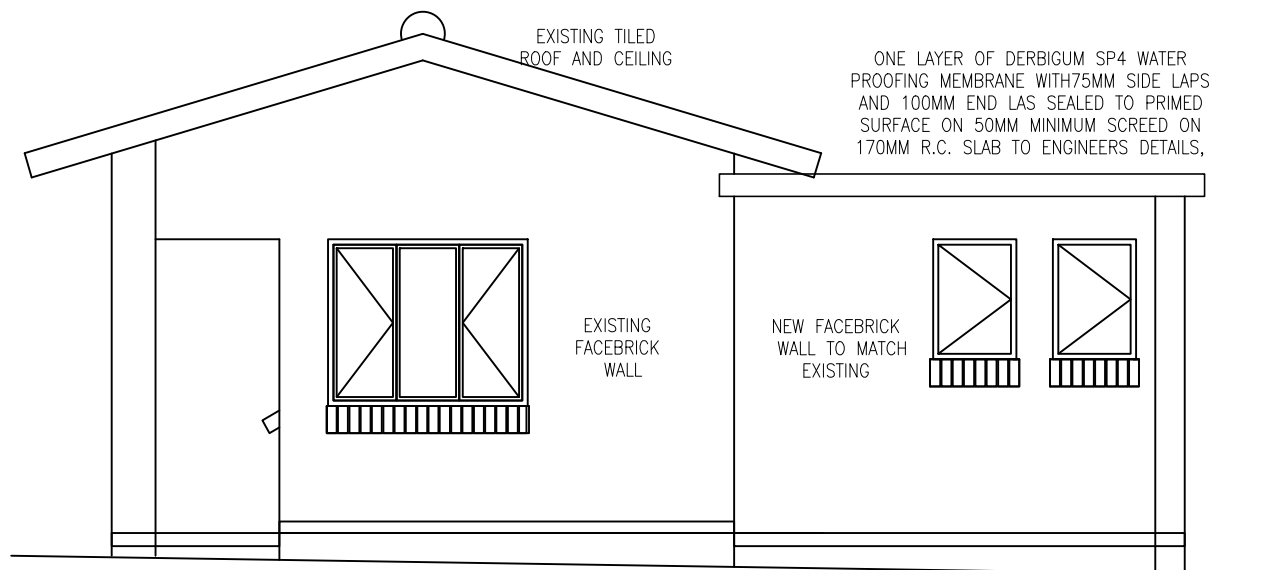 EXISTING TILED
ROOF AND CEILING
ONE LAYER OF DERBIGUM SP4 WATER
PROOFING MEMBRANE WITH75MM SIDE LAPS
AND 100MM END LAS SEALED TO PRIMED
SURFACE ON 50MM MINIMUM SCREED ON
170MM R.C. SLAB TO ENGINEERS DETAILS,
EXISTING
FACEBRICK
WALL
NEW FACEBRICK
WALL TO MATCH
EXISTING